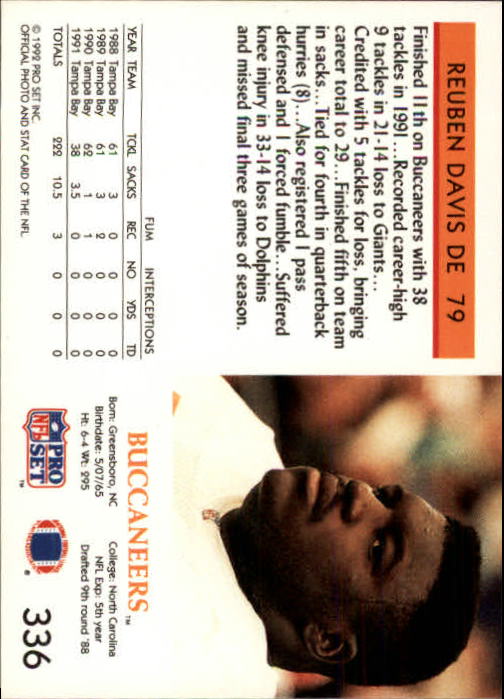 REUBEN DAVIS DE 79
Finished 11th on Buccaneers with 38
tackles in 1991...Recorded career-high
9 tackles in 21-14 loss to Giants...
Credited with 5 tackles for loss, bringing
career total to 29...Finished fifth on team
in sacks...Tied for fourth in quarterback
hurries (8)...Also registered 1 pass
defensed and 1 forced fumble...Suffered
knee injury in 33-14 loss to Dolphins
and missed final three games of season.
FUM INTERCEPTIONS
YEAR TEAM TCKL SACKS REC NO YDS TD
1988 Tampa Bay 61 3 0 0 0 0
1989 Tampa Bay 61 3 2 0 0 0
1990 Tampa Bay 62 1 1 0 0 0
1991 Tampa Bay 38 3.5 0 0 0 0
TOTALS 222 10.5 3 0 0 0
© 1992 PRO SET INC.
OFFICIAL PHOTO AND STAT CARD OF THE NFL
BUCCANEERS™
Born: Greensboro, NC
Birthdate: 5/07/65
Ht: 6-4 Wt: 295
College: North Carolina
NFL Exp: 5th year
Drafted 9th round '88
PRO
NFL
SET™
®
336